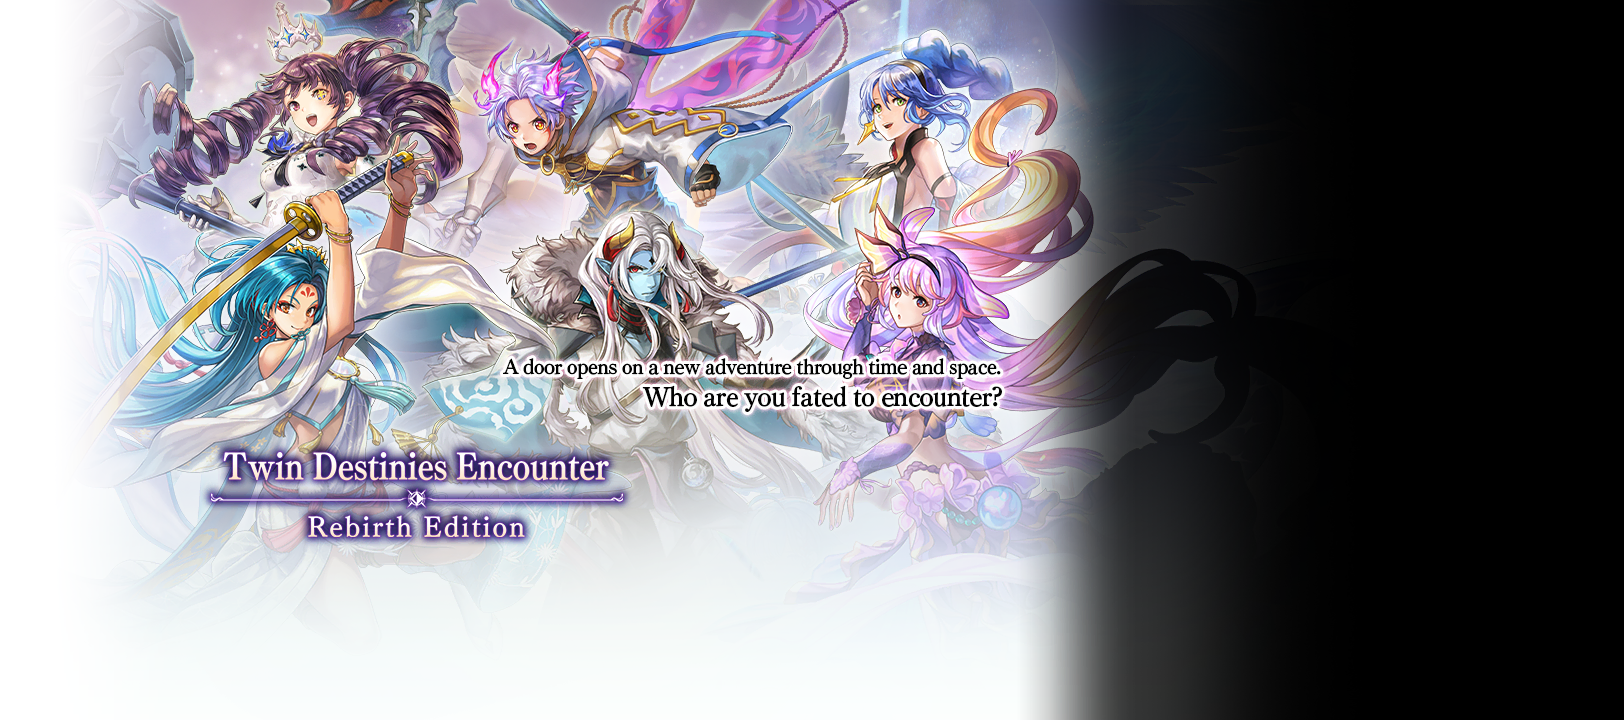 A door opens on a new adventure through time and space.
Who are you fated to encounter?
Twin Destinies Encounter
Rebirth Edition